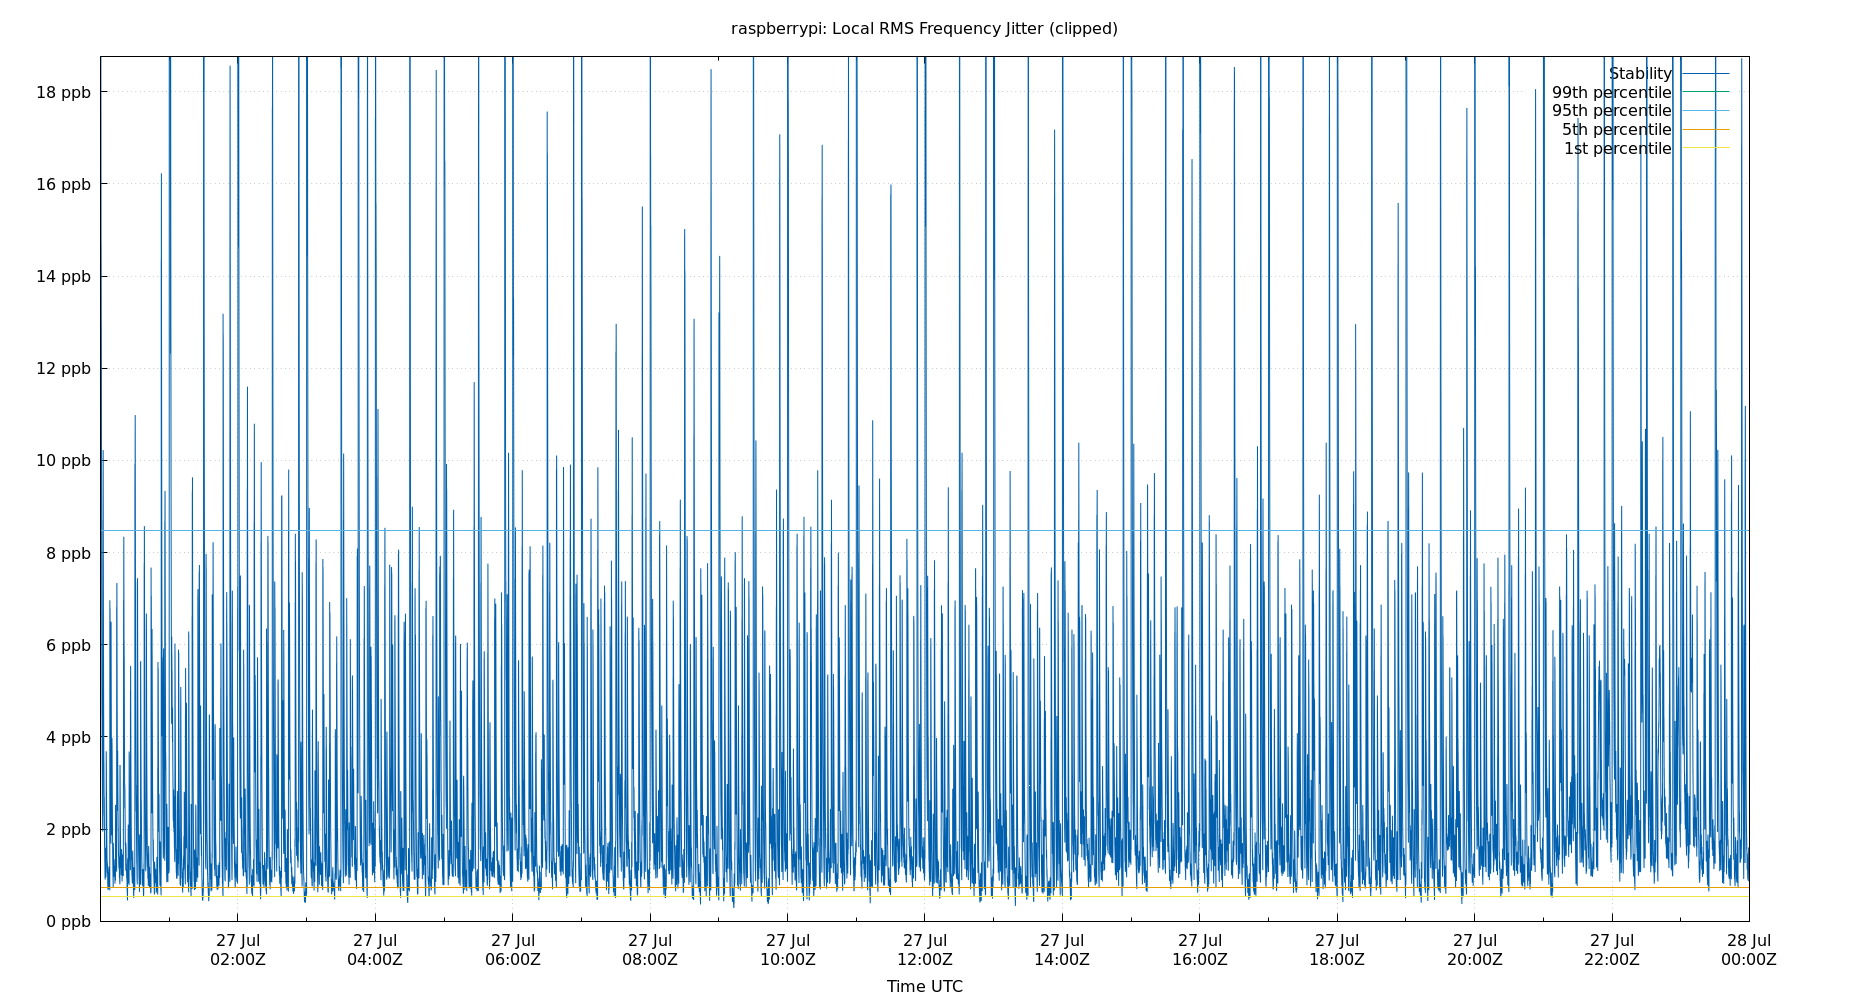 raspberrypi: Local RMS Frequency Jitter (clipped)
Stability
99th percentile
95th percentile
5th percentile
1st percentile
18 ppb
16 ppb
14 ppb
12 ppb
10 ppb
8 ppb
6 ppb
4 ppb
2 ppb
0 ppb
27 Jul 27 Jul 27 Jul 27 Jul 27 Jul 27 Jul 27 Jul 27 Jul 27 Jul 27 Jul 27 Jul 28 Jul
02:00Z 04:00Z 06:00Z 08:00Z 10:00Z 12:00Z 14:00Z 16:00Z 18:00Z 20:00Z 22:00Z 00:00Z
Time UTC